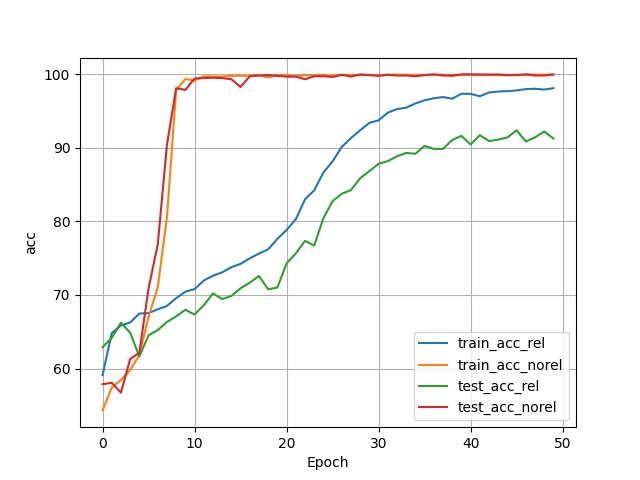 100
90
80
70
60
acc
0 10 20 30 40 50
Epoch
train_acc_rel
train_acc_norel
test_acc_rel
test_acc_norel